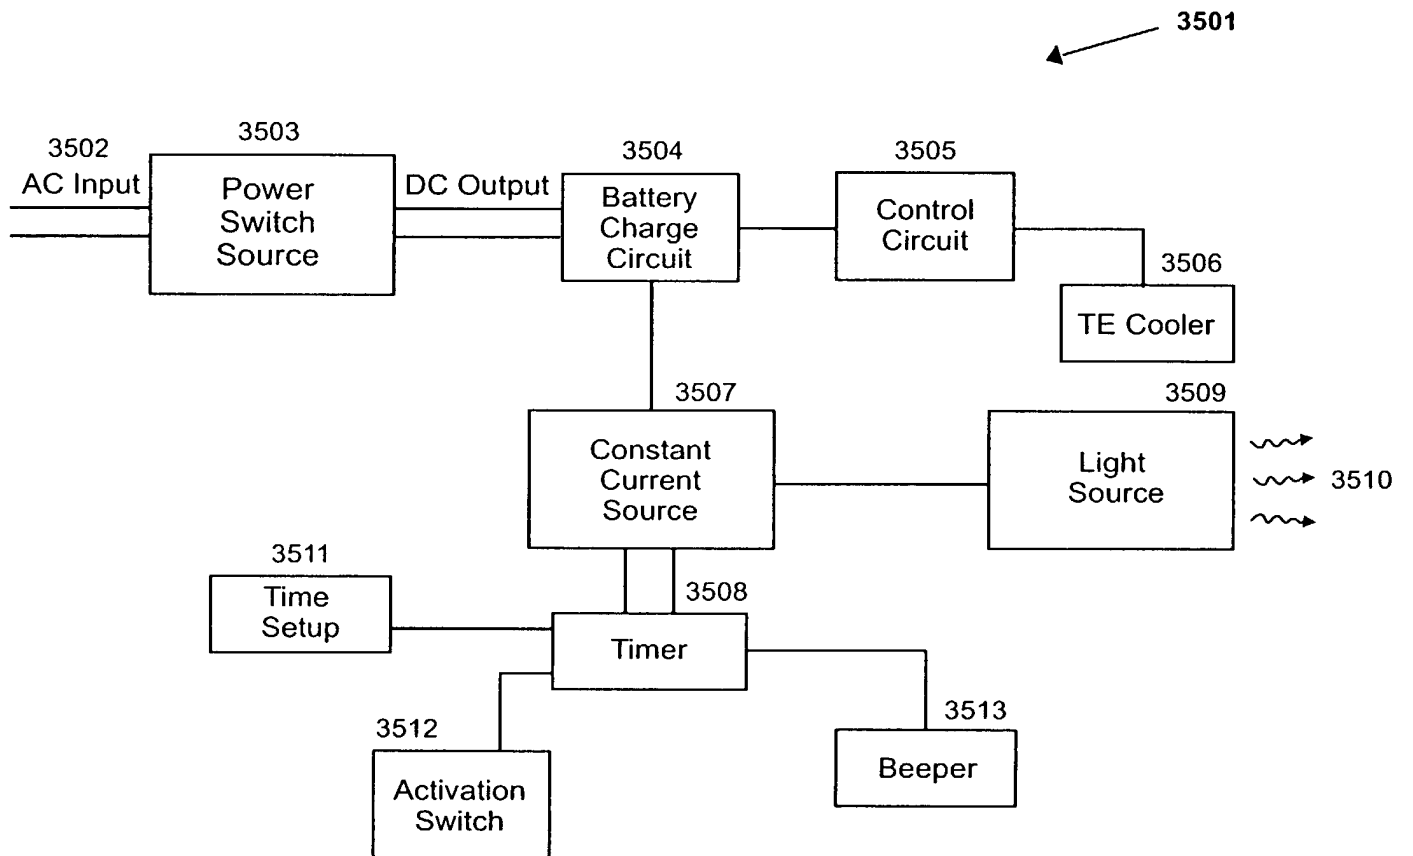 3501
3502
AC Input
3503
Power
Switch
Source
DC Output
3504
Battery
Charge
Circuit
3505
Control
Circuit
3506
TE Cooler
3507
Constant
Current
Source
3509
Light
Source
3510
3511
Time
Setup
3508
Timer
3512
Activation
Switch
3513
Beeper